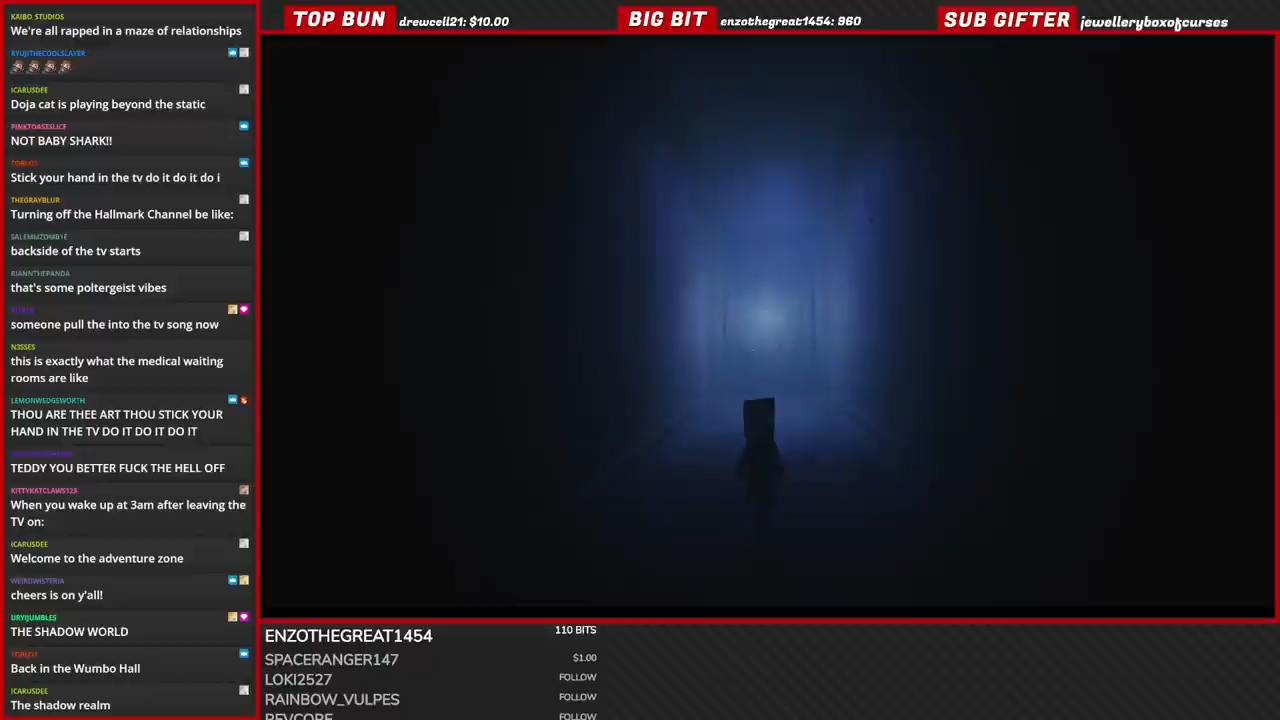 TOP BUN drewcell21: $10.00 BIG BIT enzothegreat1454: 960 SUB GIFTER jewelleryboxofcurses
KAIBO_STUDIOS
We're all rapped in a maze of relationships
RYUJITHECOOLSLAYER
ICARUSDEE
Doja cat is playing beyond the static
PINKTOASTSLICE
NOT BABY SHARK!!
Stick your hand in the tv do it do it do i
THEGRAYBLUR
Turning off the Hallmark Channel be like:
SALEMMZOMB1E
backside of the tv starts
RIANNTHEPANDA
that's some poltergeist vibes
someone pull the into the tv song now
N3SSES
this is exactly what the medical waiting
rooms are like
LEMONWEDGEWORTH
THOU ARE THEE ART THOU STICK YOUR
HAND IN THE TV DO IT DO IT DO IT
TEDDY YOU BETTER FUCK THE HELL OFF
KITTYKATCLAWS123
When you wake up at 3am after leaving the
TV on:
ICARUSDEE
Welcome to the adventure zone
WEIRDWISTERIA
cheers is on y'all!
URYIJUMBLES
THE SHADOW WORLD
Back in the Wumbo Hall
ICARUSDEE
The shadow realm
ENZOTHEGREAT1454 110 BITS
SPACERANGER147 $1.00
LOKI2527 FOLLOW
RAINBOW_VULPES FOLLOW
REVCORE FOLLOW